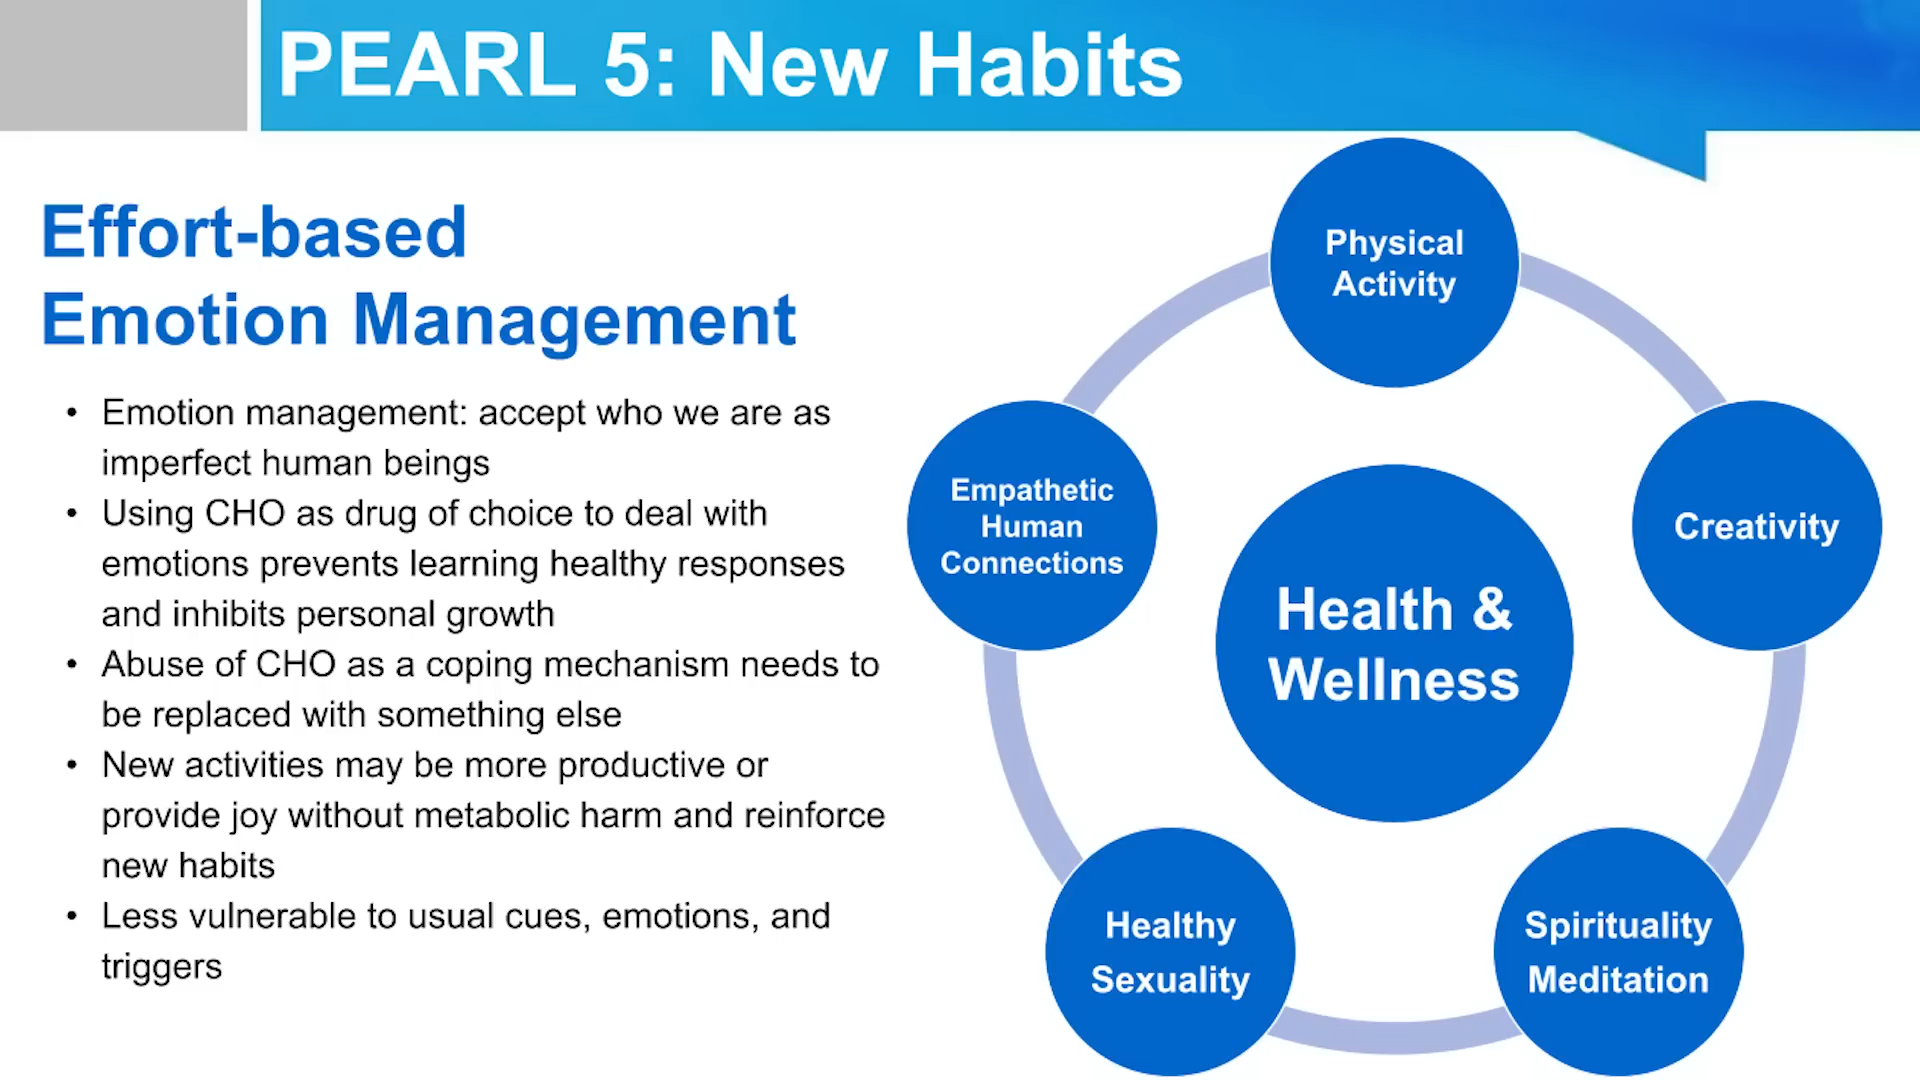 PEARL 5: New Habits
Effort-based
Emotion Management
• Emotion management: accept who we are as
imperfect human beings
• Using CHO as drug of choice to deal with
emotions prevents learning healthy responses
and inhibits personal growth
• Abuse of CHO as a coping mechanism needs to
be replaced with something else
• New activities may be more productive or
provide joy without metabolic harm and reinforce
new habits
• Less vulnerable to usual cues, emotions, and
triggers
Physical
Activity
Creativity
Spirituality
Meditation
Healthy
Sexuality
Empathetic
Human
Connections
Health &
Wellness